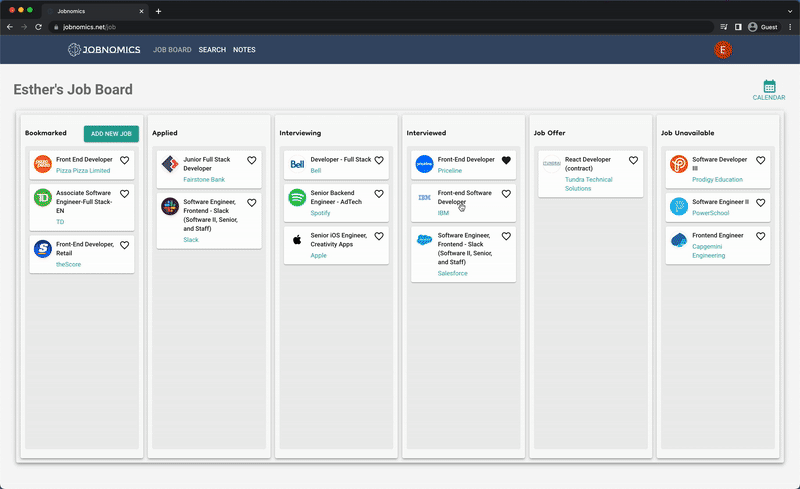 Jobnomics
jobnomics.net/job
Guest
JOBNOMICS
JOB BOARD
SEARCH
NOTES
E
Esther's Job Board
CALENDAR
Bookmarked
ADD NEW JOB
Front End Developer
Pizza Pizza Limited
Associate Software
Engineer-Full Stack-
EN
TD
Front-End Developer,
Retail
theScore
Applied
Junior Full Stack
Developer
Fairstone Bank
Software Engineer,
Frontend - Slack
(Software II, Senior,
and Staff)
Slack
Interviewing
Bell
Developer - Full Stack
Bell
Senior Backend
Engineer - AdTech
Spotify
Senior iOS Engineer,
Creativity Apps
Apple
Interviewed
priceline
Front-End Developer
Priceline
IBM
Front-end Software
Developer
IBM
Software Engineer,
Frontend - Slack
(Software II, Senior,
and Staff)
Salesforce
Job Offer
React Developer
(contract)
Tundra Technical
Solutions
Job Unavailable
Software Developer
III
Prodigy Education
Software Engineer II
PowerSchool
Frontend Engineer
Capgemini
Engineering